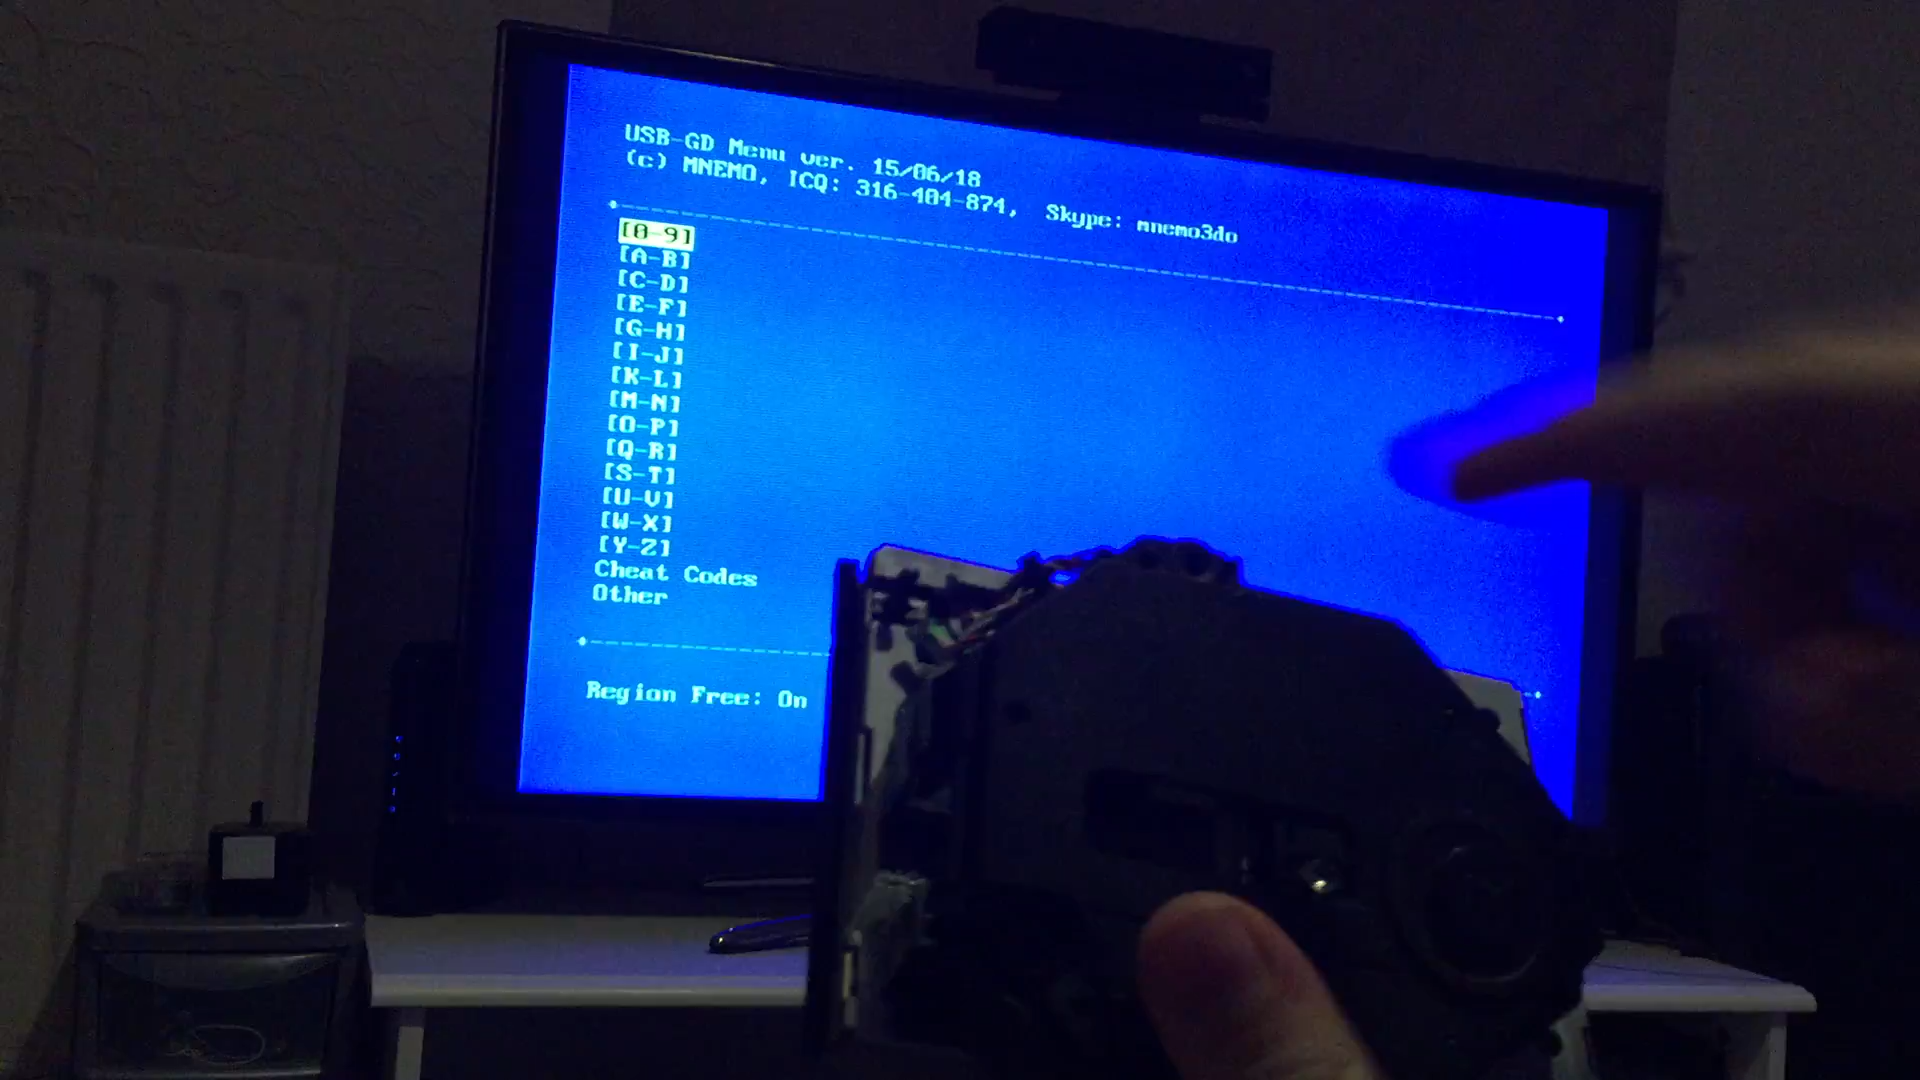 USB-GD Menu ver. 15/06/18
(c) MNEMO, ICQ: 316-404-874, Skype: mnemo3do
[0-9]
[A-B]
[C-D]
[E-F]
[G-H]
[I-J]
[K-L]
[M-N]
[O-P]
[Q-R]
[S-T]
[U-V]
[W-X]
[Y-Z]
Cheat Codes
Other
Region Free: On